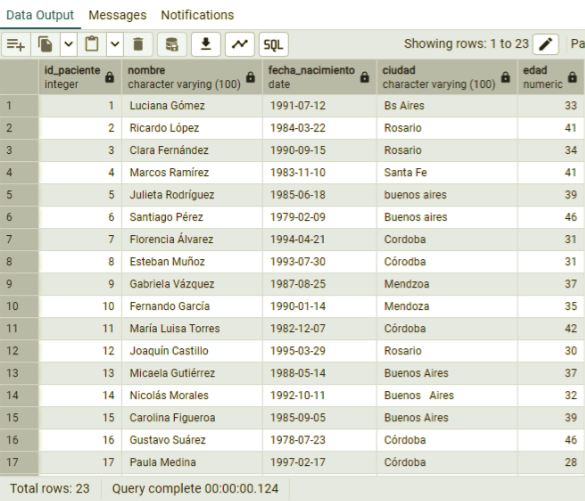 Data Output Messages Notifications
SQL Showing rows: 1 to 23 Pa
id_paciente integer nombre character varying (100) fecha_nacimiento date ciudad character varying (100) edad numeric
1 1 Luciana Gómez 1991-07-12 Bs Aires 33
2 2 Ricardo López 1984-03-22 Rosario 41
3 3 Clara Fernández 1990-09-15 Rosario 34
4 4 Marcos Ramírez 1983-11-10 Santa Fe 41
5 5 Julieta Rodríguez 1985-06-18 buenos aires 39
6 6 Santiago Pérez 1979-02-09 Buenos aires 46
7 7 Florencia Álvarez 1994-04-21 Cordoba 31
8 8 Esteban Muñoz 1993-07-30 Córodba 31
9 9 Gabriela Vázquez 1987-08-25 Mendzoa 37
10 10 Fernando García 1990-01-14 Mendoza 35
11 11 María Luisa Torres 1982-12-07 Córdoba 42
12 12 Joaquín Castillo 1995-03-29 Rosario 30
13 13 Micaela Gutiérrez 1988-05-14 Buenos Aires 37
14 14 Nicolás Morales 1992-10-11 Buenos   Aires 32
15 15 Carolina Figueroa 1985-09-05 Buenos Aires 39
16 16 Gustavo Suárez 1978-07-23 Córdoba 46
17 17 Paula Medina 1997-02-17 Córdoba 28
Total rows: 23 Query complete 00:00:00.124